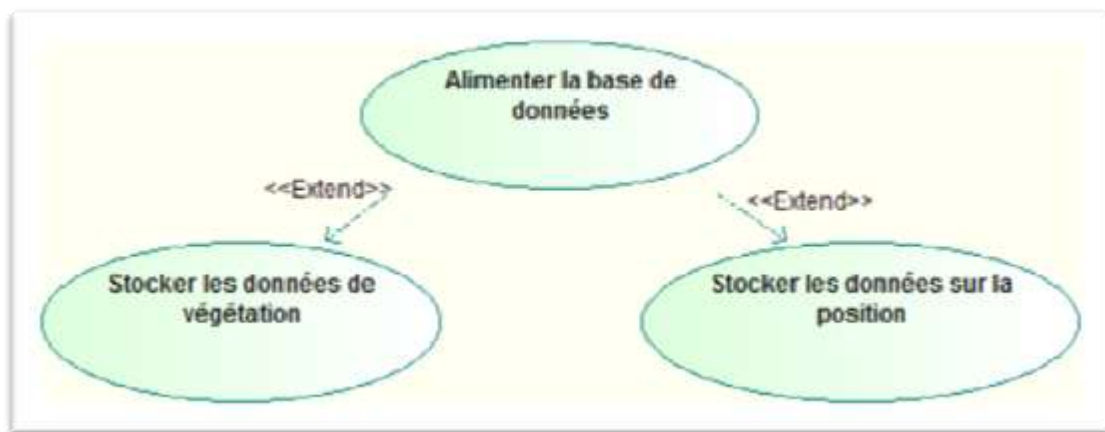 Alimenter la base de
données
<<Extend>>
<<Extend>>
Stocker les données de
végétation
Stocker les données sur la
position